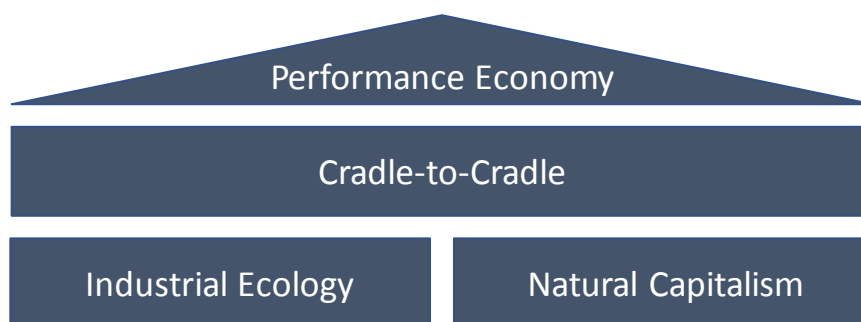 Performance Economy
Cradle-to-Cradle
Industrial Ecology
Natural Capitalism